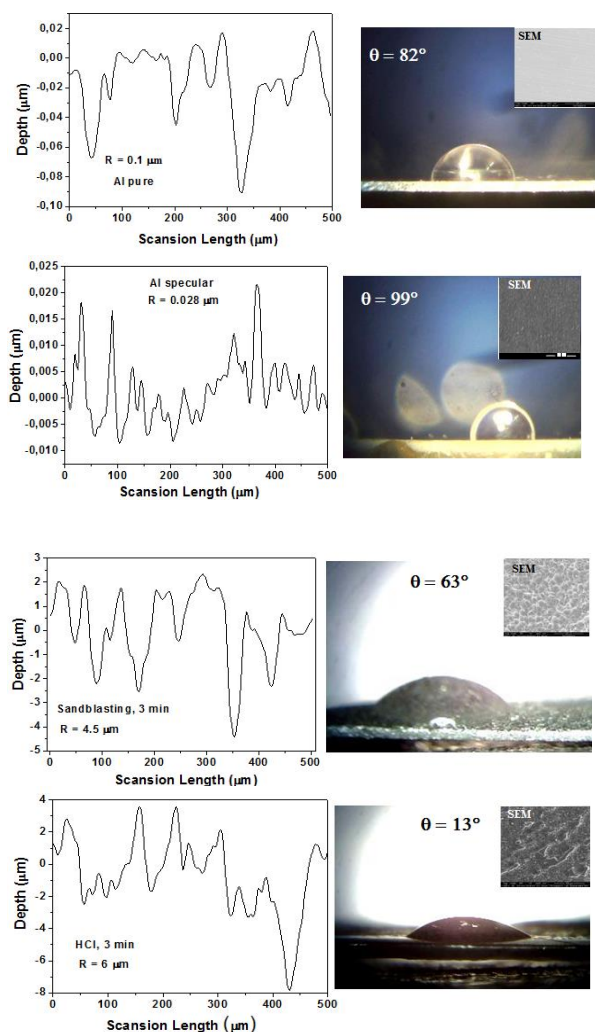 0,02
0,00
-0,02
-0,04
-0,06
-0,08
-0,10
Depth (μm)
R = 0.1 μm
Al pure
0 100 200 300 400 500
Scansion Length (μm)
θ = 82°
SEM
0,025
0,020
0,015
0,010
0,005
0,000
-0,005
-0,010
Depth (μm)
Al specular
R = 0.028 μm
0 100 200 300 400 500
Scansion Length (μm)
θ = 99°
SEM
3
2
1
0
-1
-2
-3
-4
-5
Depth (μm)
Sandblasting, 3 min
R = 4.5 μm
0 100 200 300 400 500
Scansion Length (μm)
θ = 63°
SEM
4
2
0
-2
-4
-6
-8
Depth (μm)
HCl, 3 min
R = 6 μm
0 100 200 300 400 500
Scansion Length (μm)
θ = 13°
SEM